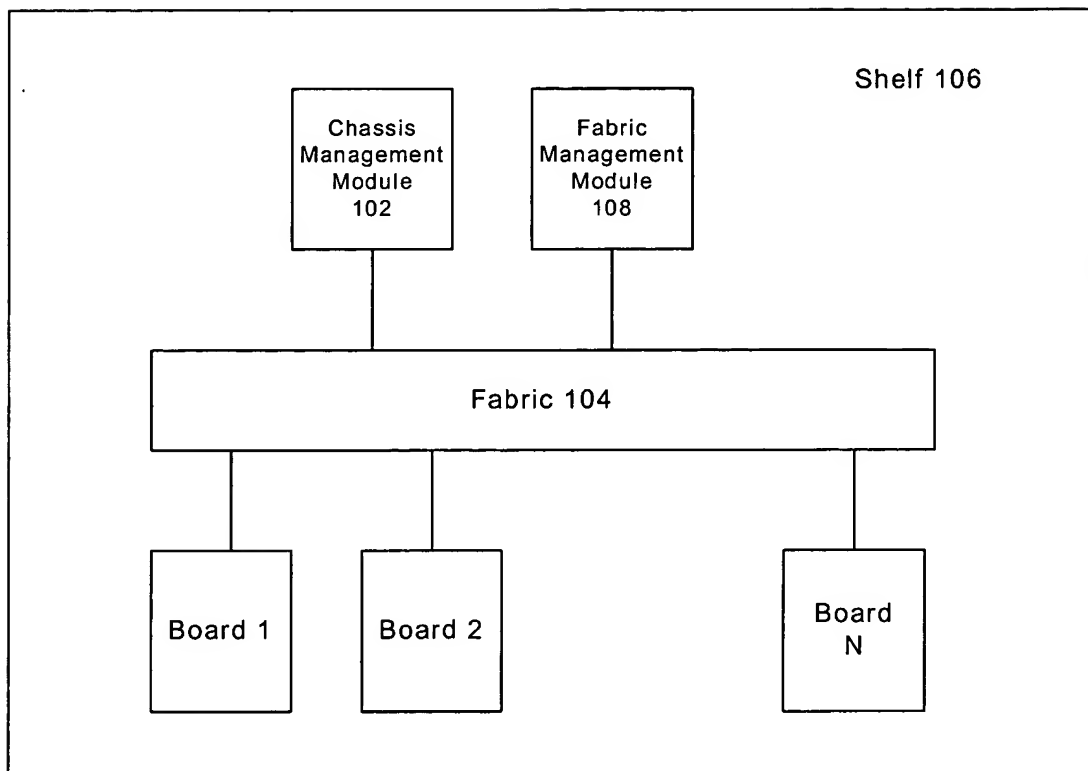 Shelf 106
Chassis
Management
Module
102
Fabric
Management
Module
108
Fabric 104
Board 1
Board 2
Board
N